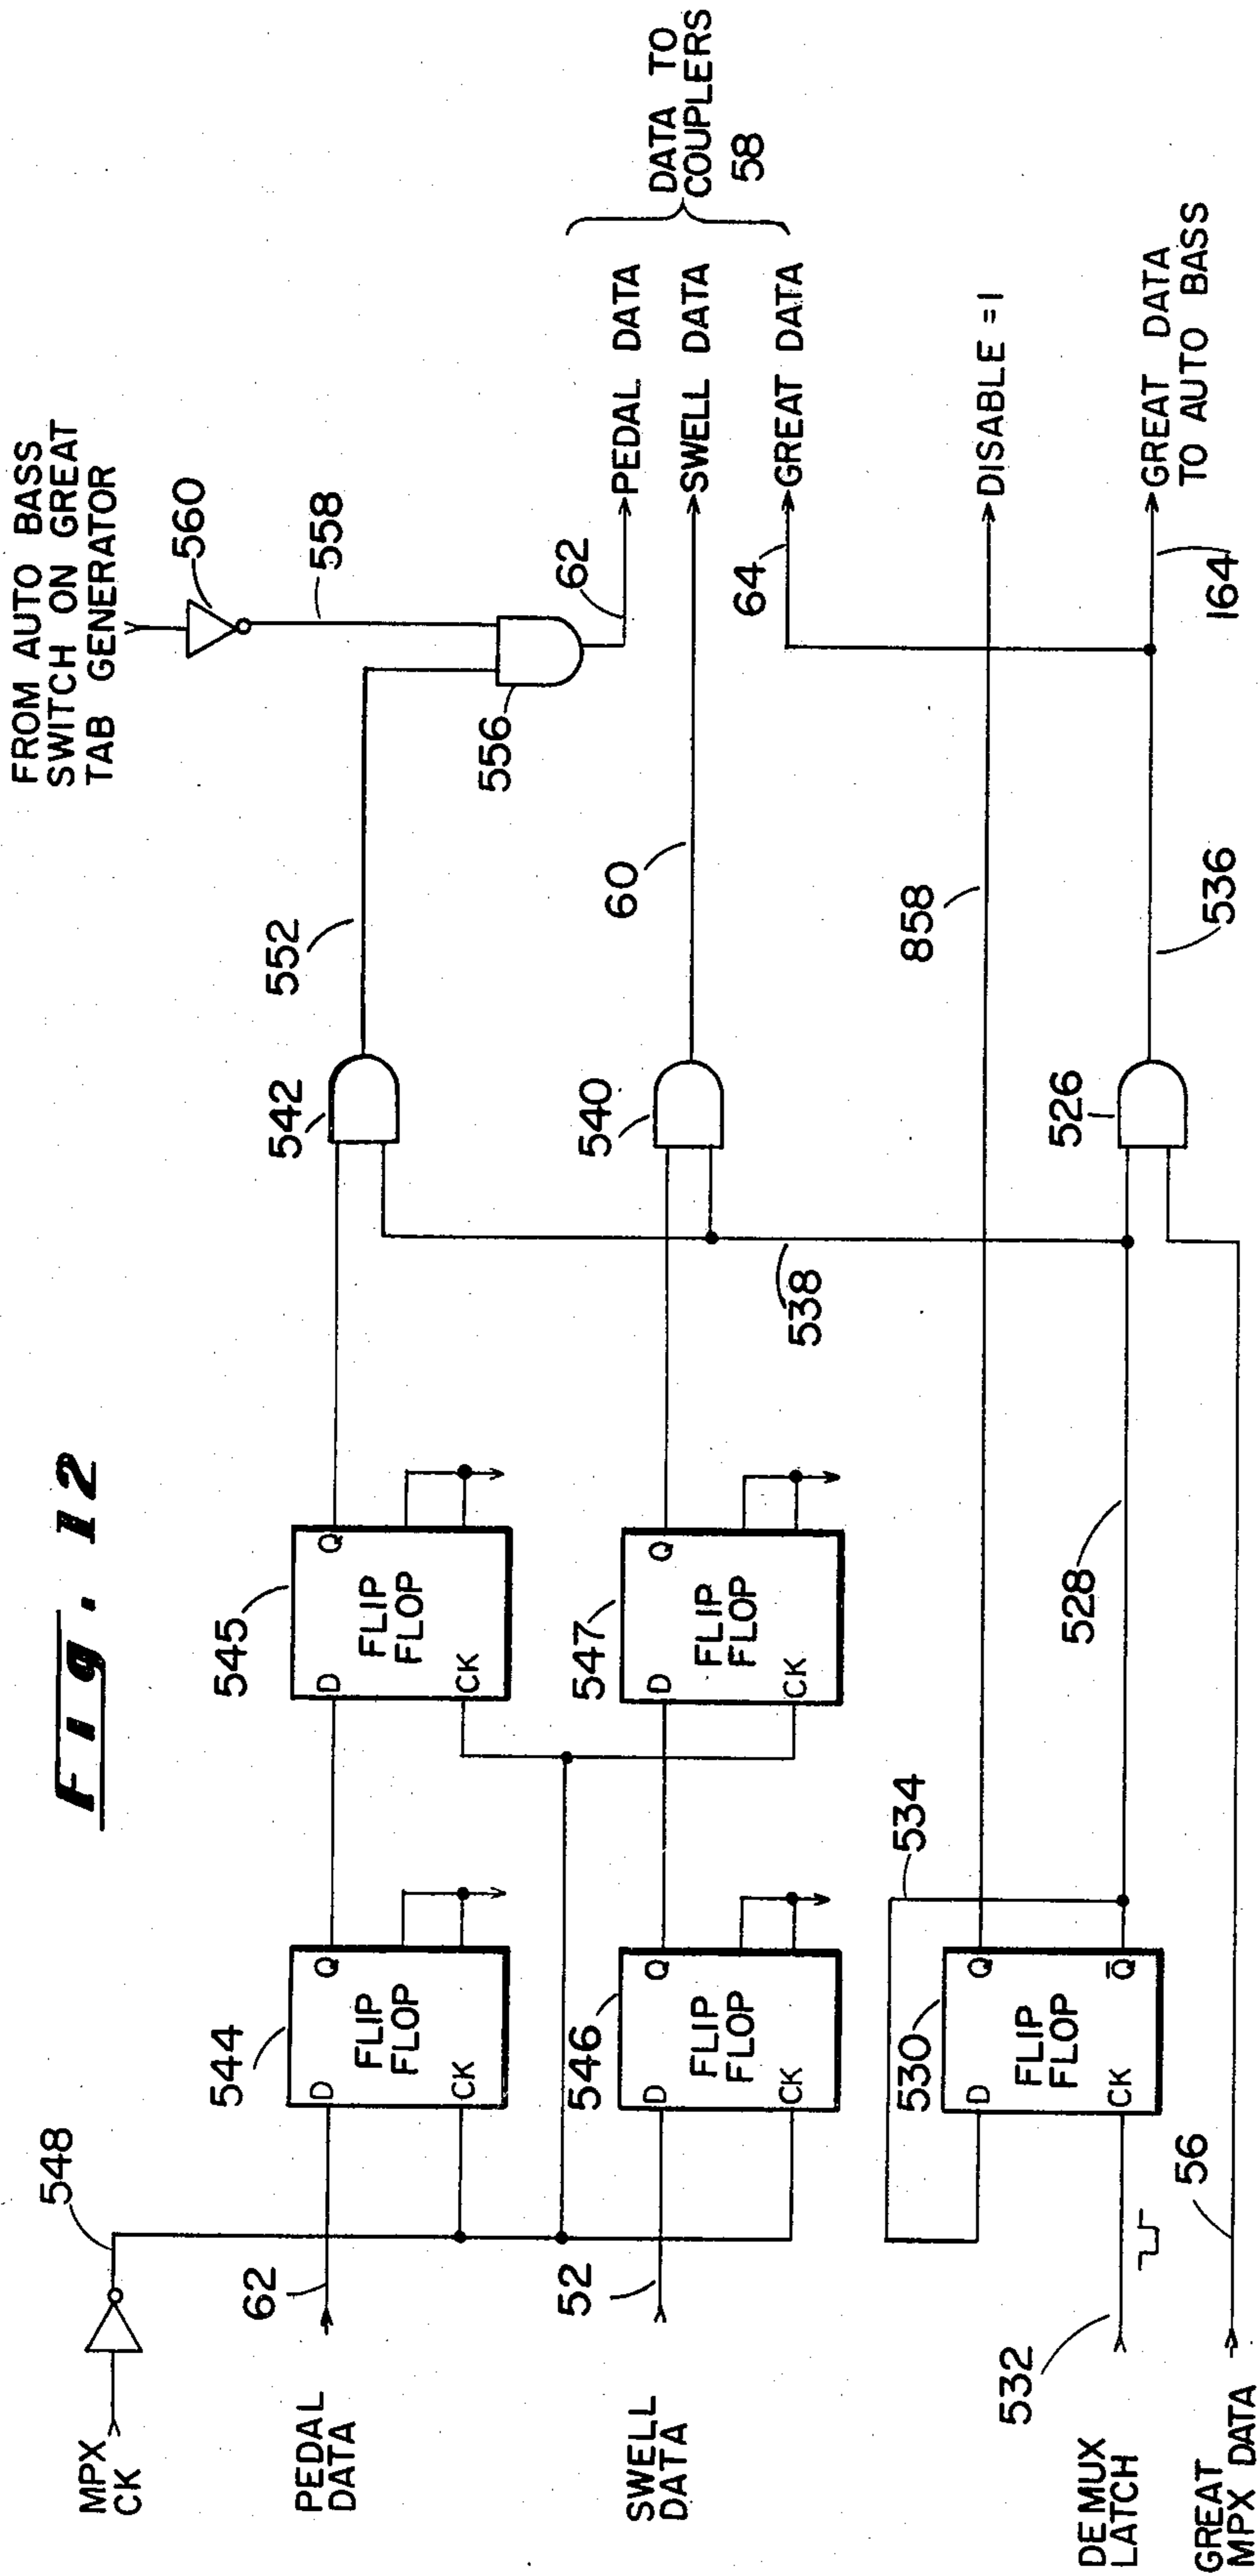 Fig. 12
FROM AUTO BASS
SWITCH ON GREAT
TAB GENERATOR
560
558
MPX
CK
548
PEDAL
DATA
62
544
D
Q
CK
FLIP
FLOP
545
D
Q
CK
FLIP
FLOP
542
552
556
62
PEDAL DATA
SWELL
DATA
52
546
D
Q
CK
FLIP
FLOP
547
D
Q
CK
FLIP
FLOP
540
538
60
SWELL DATA
64
GREAT DATA
DATA TO
COUPLERS
58
DEMUX
LATCH
532
530
D
Q
CK
Q̅
FLIP
FLOP
534
858
DISABLE =1
528
526
536
164
GREAT DATA
TO AUTO BASS
GREAT
MPX DATA
56